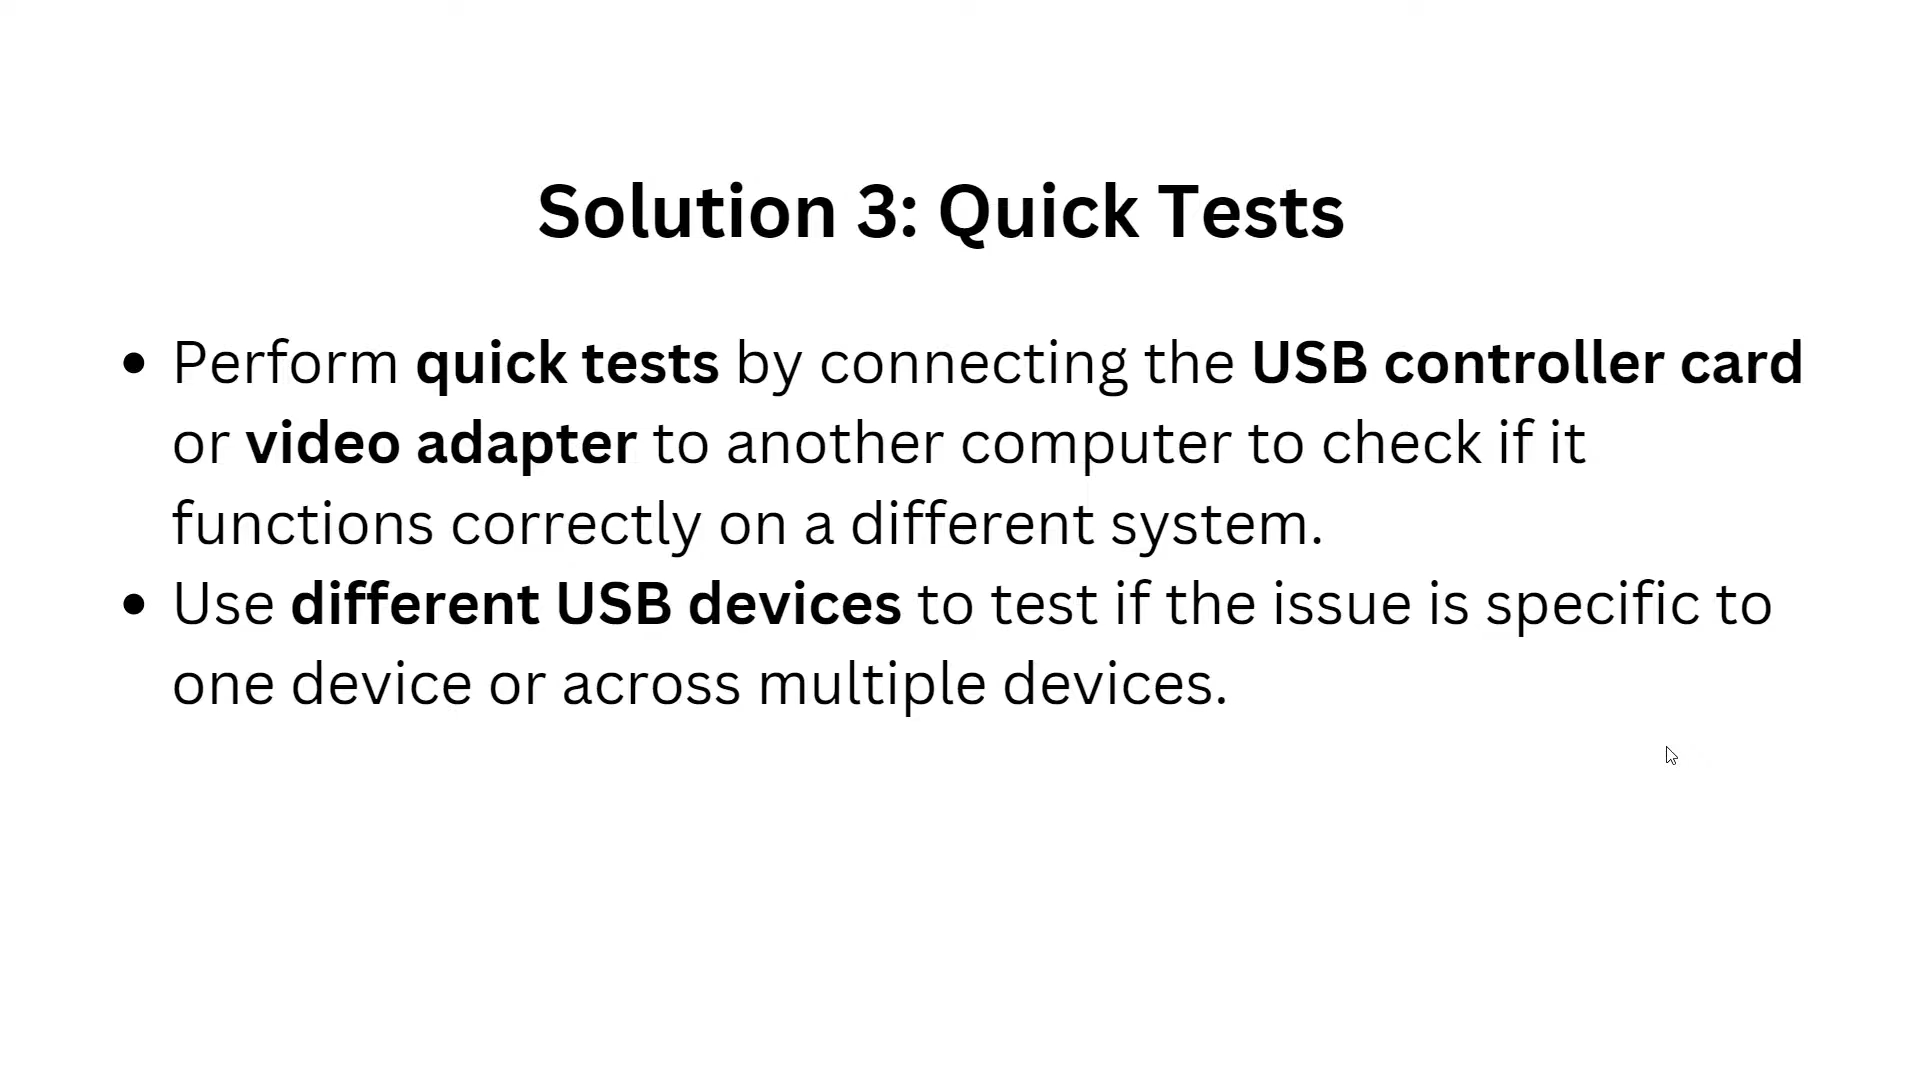 Solution 3: Quick Tests
• Perform quick tests by connecting the USB controller card
or video adapter to another computer to check if it
functions correctly on a different system.
• Use different USB devices to test if the issue is specific to
one device or across multiple devices.